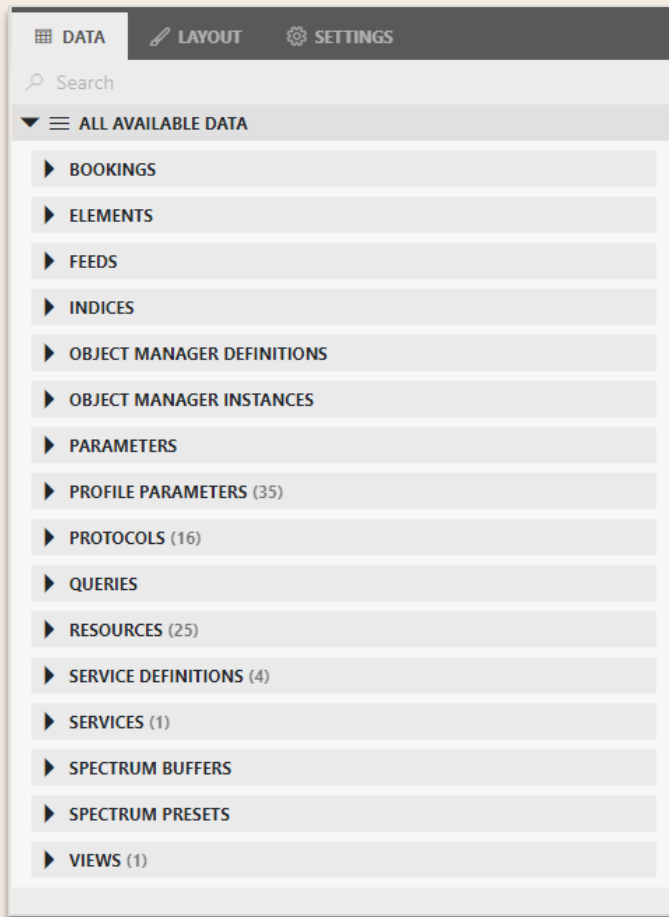 DATA LAYOUT SETTINGS
Search
ALL AVAILABLE DATA
BOOKINGS
ELEMENTS
FEEDS
INDICES
OBJECT MANAGER DEFINITIONS
OBJECT MANAGER INSTANCES
PARAMETERS
PROFILE PARAMETERS (35)
PROTOCOLS (16)
QUERIES
RESOURCES (25)
SERVICE DEFINITIONS (4)
SERVICES (1)
SPECTRUM BUFFERS
SPECTRUM PRESETS
VIEWS (1)